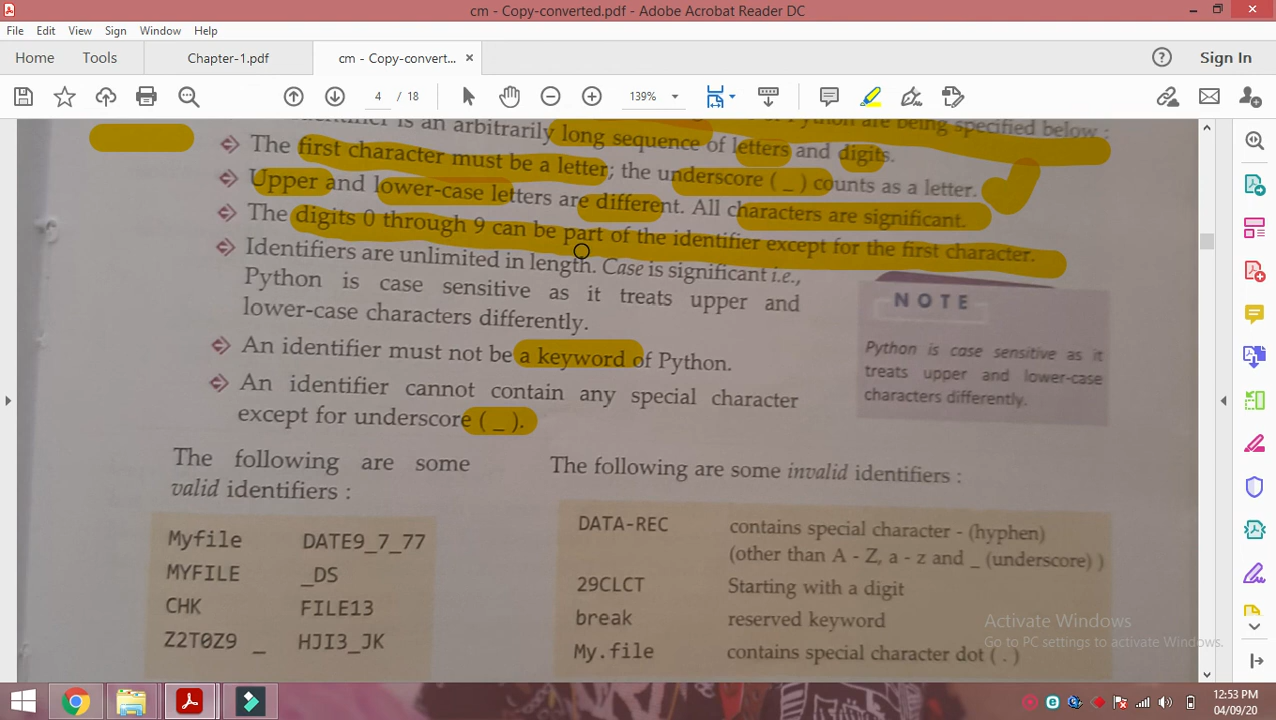 cm - Copy-converted.pdf - Adobe Acrobat Reader DC
File Edit View Sign Window Help
Home Tools Chapter-1.pdf cm - Copy-convert... × Sign In
4 / 18 139%
is an arbitrarily long sequence of letters and digits. of Python are being specified below :
The first character must be a letter; the underscore ( _ ) counts as a letter.
Upper and lower-case letters are different. All characters are significant.
The digits 0 through 9 can be part of the identifier except for the first character.
Identifiers are unlimited in length. Case is significant i.e.,
Python is case sensitive as it treats upper and
lower-case characters differently.
An identifier must not be a keyword of Python.
An identifier cannot contain any special character
except for underscore ( _ ).
NOTE
Python is case sensitive as it
treats upper and lower-case
characters differently.
The following are some
valid identifiers :
Myfile DATE9_7_77
MYFILE _DS
CHK FILE13
Z2T0Z9 _ HJI3_JK
The following are some invalid identifiers :
DATA-REC contains special character - (hyphen)
(other than A - Z, a - z and _ (underscore) )
29CLCT Starting with a digit
break reserved keyword
My.file contains special character dot ( . )
Activate Windows
Go to PC settings to activate Windows.
12:53 PM
04/09/20